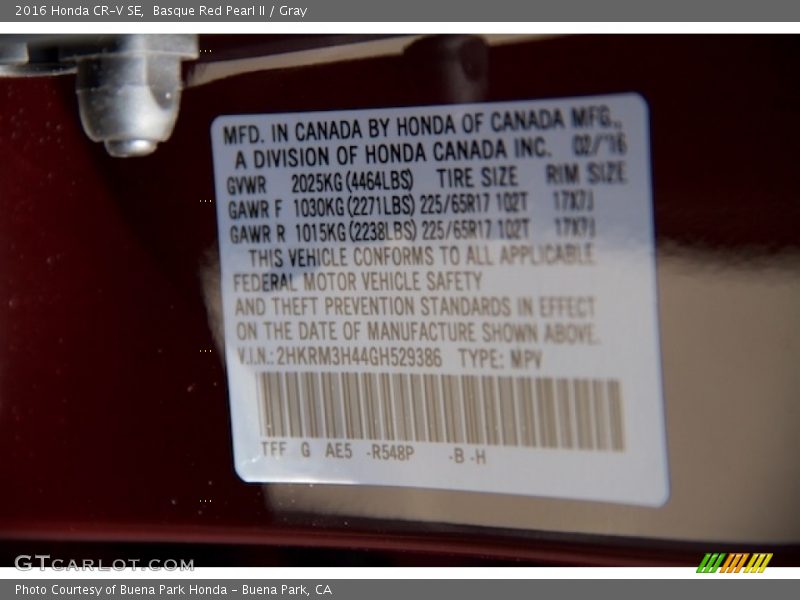 2016 Honda CR-V SE, Basque Red Pearl II / Gray
MFD. IN CANADA BY HONDA OF CANADA MFG.,
A DIVISION OF HONDA CANADA INC. 02/'16
GVWR 2025KG(4464LBS) TIRE SIZE RIM SIZE
GAWR F 1030KG(2271LBS) 225/65R17 102T 17X7J
GAWR R 1015KG(2238LBS) 225/65R17 102T 17X7J
THIS VEHICLE CONFORMS TO ALL APPLICABLE
FEDERAL MOTOR VEHICLE SAFETY
AND THEFT PREVENTION STANDARDS IN EFFECT
ON THE DATE OF MANUFACTURE SHOWN ABOVE.
V.I.N.: 2HKRM3H44GH529386 TYPE: MPV
TFF G AE5 -R548P -B -H
GTCARLOT.COM
Photo Courtesy of Buena Park Honda - Buena Park, CA